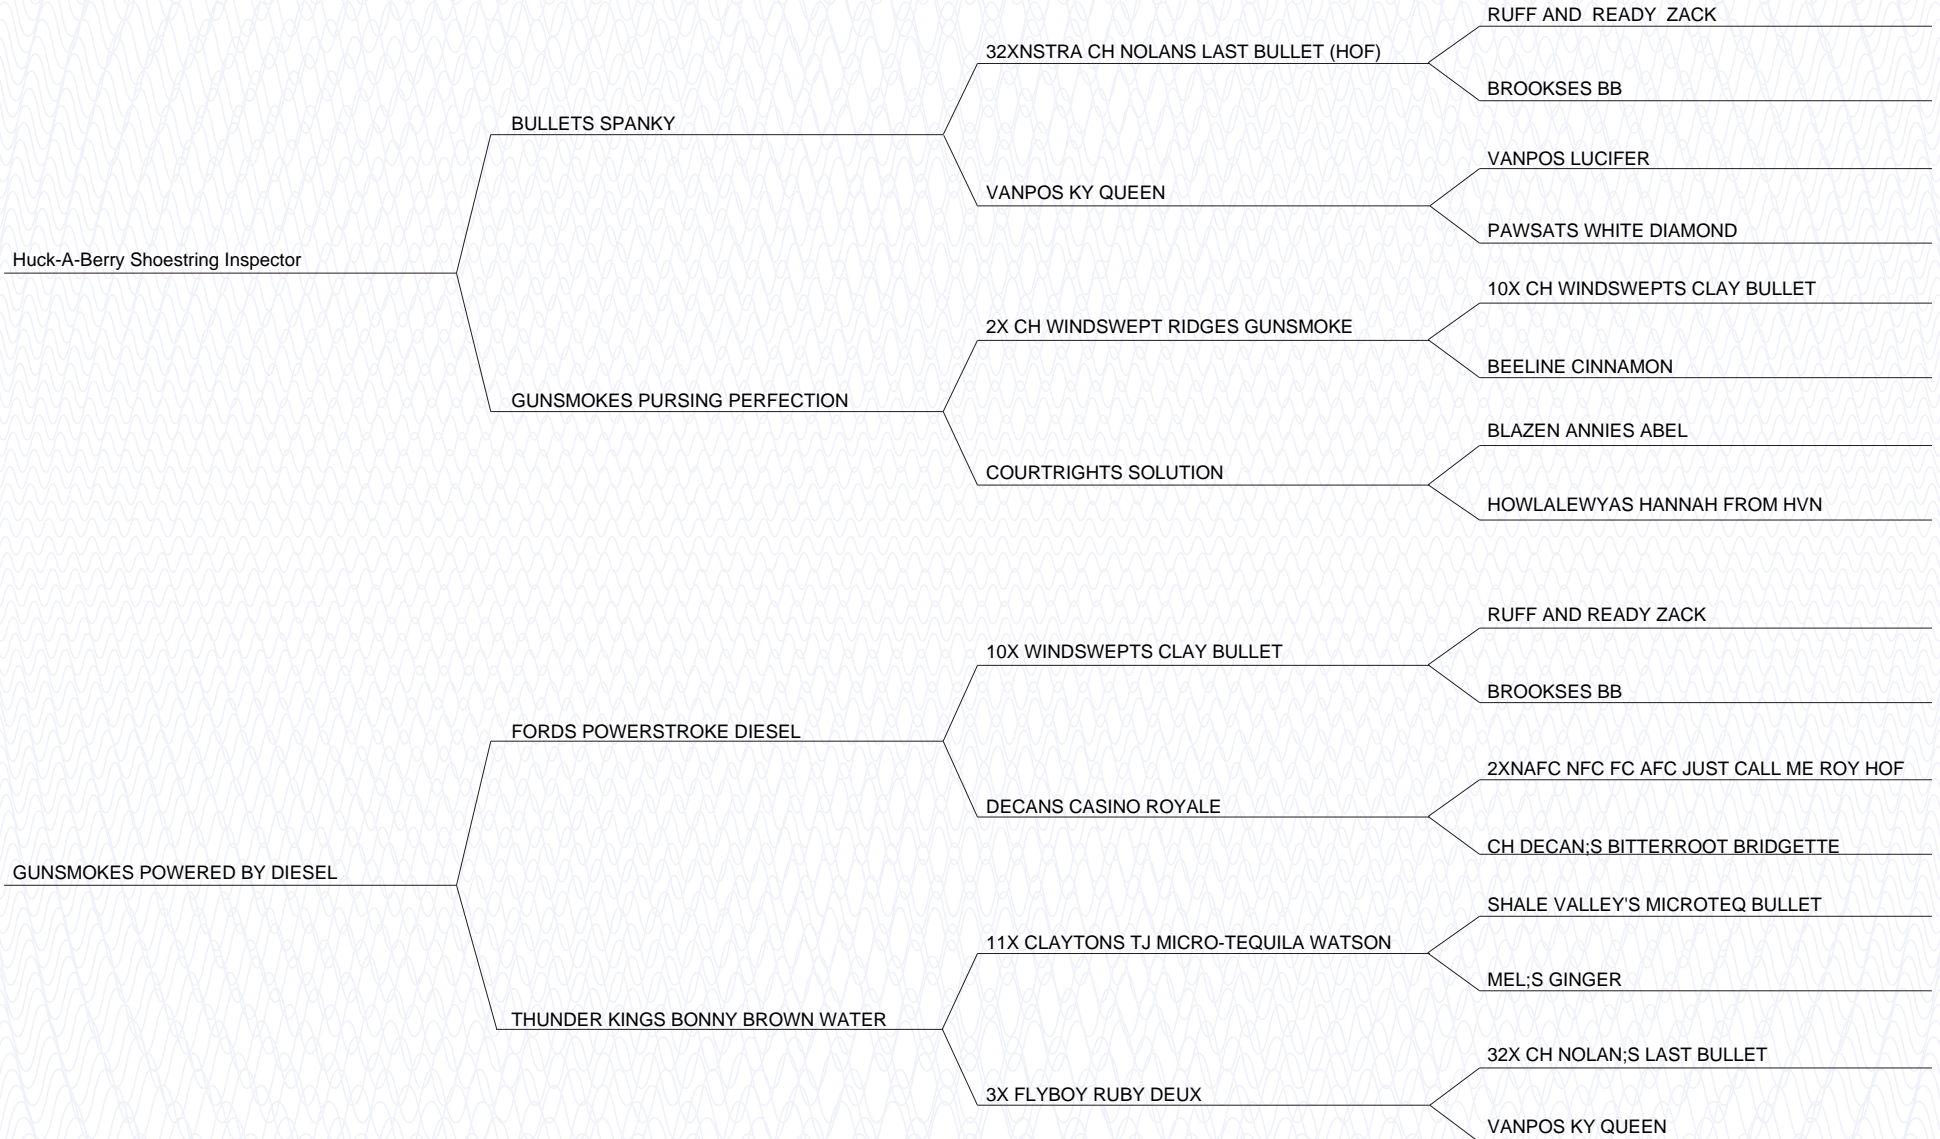 RUFF AND  READY  ZACK
32XNSTRA CH NOLANS LAST BULLET (HOF)
BROOKSES BB
BULLETS SPANKY
VANPOS LUCIFER
VANPOS KY QUEEN
PAWSATS WHITE DIAMOND
Huck-A-Berry Shoestring Inspector
10X CH WINDSWEPTS CLAY BULLET
2X CH WINDSWEPT RIDGES GUNSMOKE
BEELINE CINNAMON
GUNSMOKES PURSING PERFECTION
BLAZEN ANNIES ABEL
COURTRIGHTS SOLUTION
HOWLALEWYAS HANNAH FROM HVN
RUFF AND READY ZACK
10X WINDSWEPTS CLAY BULLET
BROOKSES BB
FORDS POWERSTROKE DIESEL
2XNAFC NFC FC AFC JUST CALL ME ROY HOF
DECANS CASINO ROYALE
CH DECAN;S BITTERROOT BRIDGETTE
GUNSMOKES POWERED BY DIESEL
SHALE VALLEY'S MICROTEQ BULLET
11X CLAYTONS TJ MICRO-TEQUILA WATSON
MEL;S GINGER
THUNDER KINGS BONNY BROWN WATER
32X CH NOLAN;S LAST BULLET
3X FLYBOY RUBY DEUX
VANPOS KY QUEEN